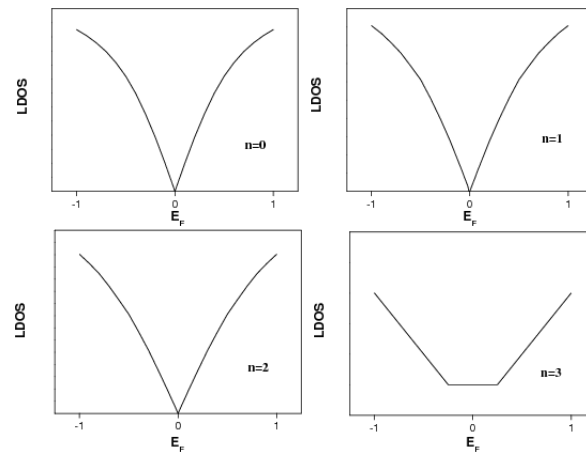 LDOS
n=0
-1 0 1
E_F
LDOS
n=1
-1 0 1
E_F
LDOS
n=2
-1 0 1
E_F
LDOS
n=3
-1 0 1
E_F